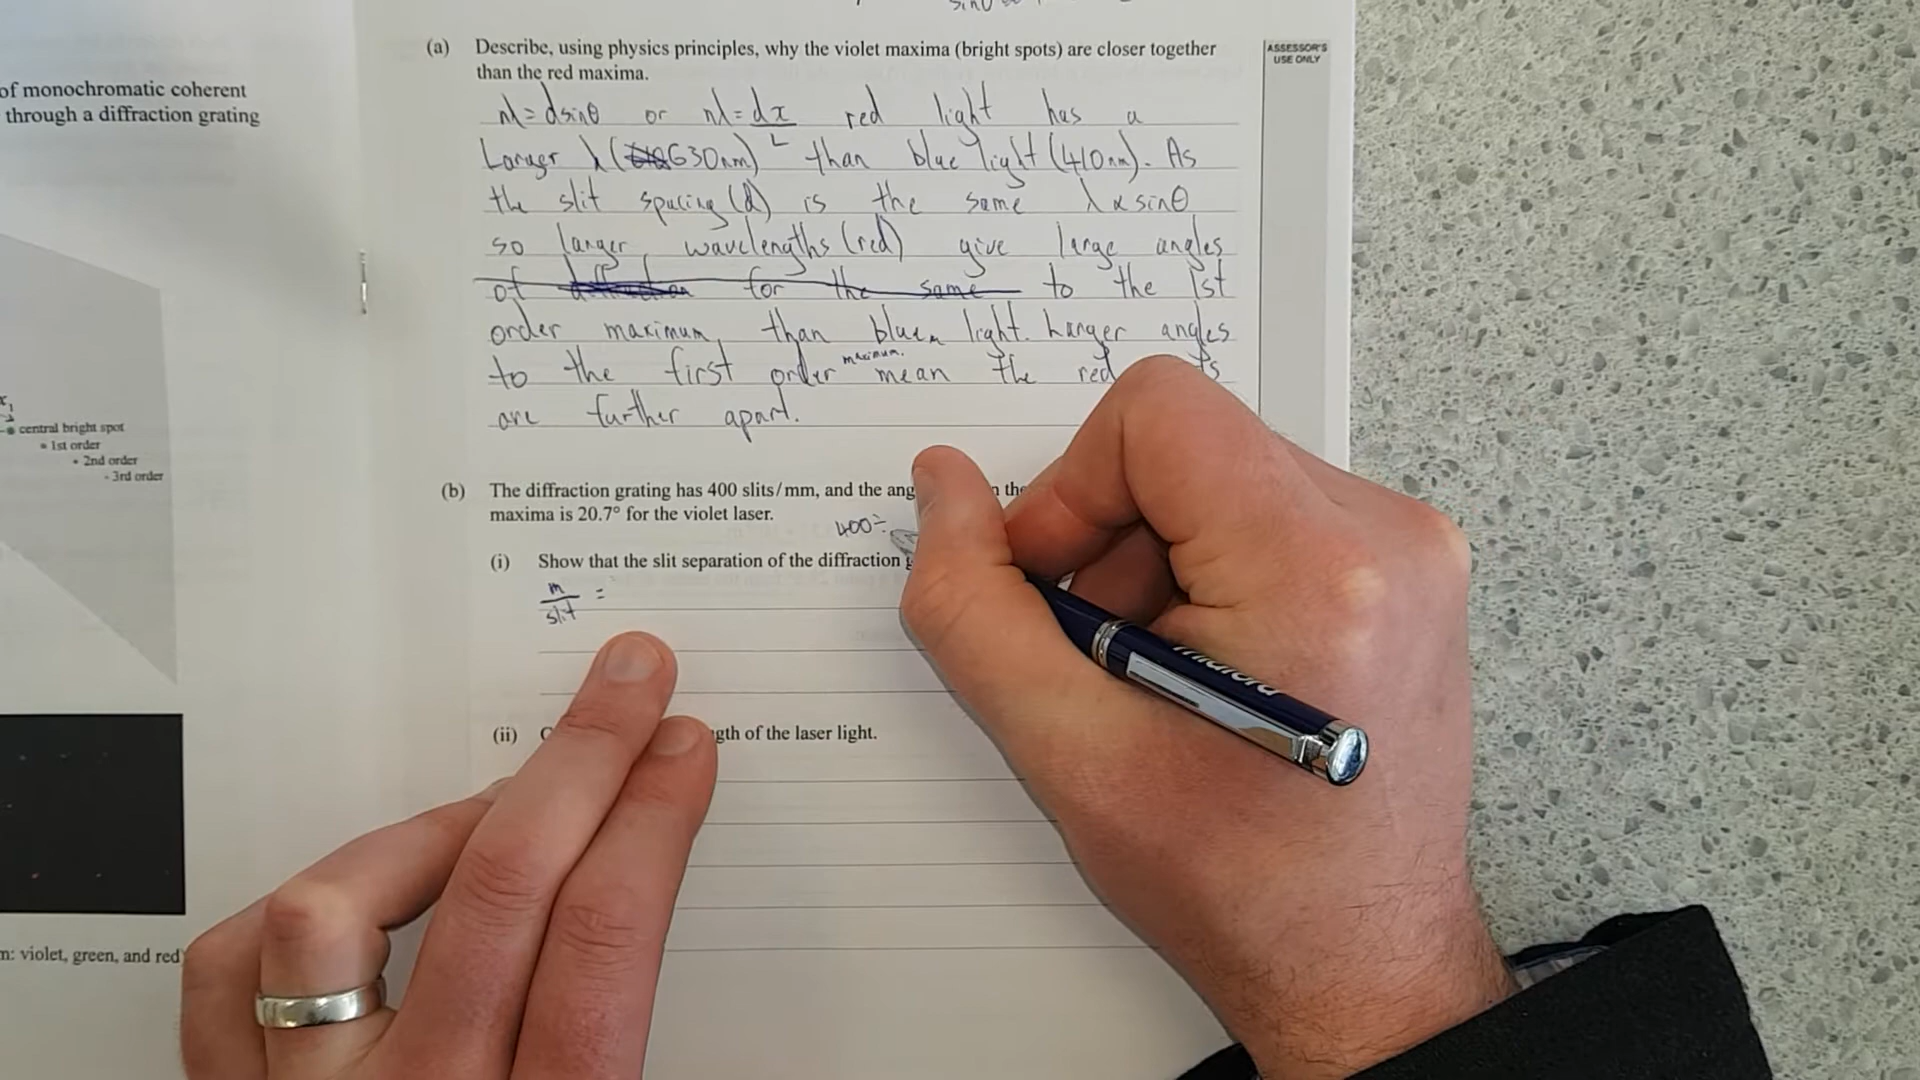 (a) Describe, using physics principles, why the violet maxima (bright spots) are closer together
than the red maxima.
ASSESSOR'S
USE ONLY
nλ=dsinθ or nλ=dx/L red light has a
Larger λ (630nm) than blue light (410nm). As
the slit spacing (d) is the same λ ∝ sinθ
so larger wavelengths (red) give large angles
of diffraction for the same to the 1st
order maximum, than blue light. Larger angles
maximum.
to the first order mean the red
are further apart.
(b) The diffraction grating has 400 slits/mm, and the
maxima is 20.7° for the violet laser.
400÷
(i) Show that the slit separation of the diffraction
m/slit =
(ii) of the laser light.
of monochromatic coherent
through a diffraction grating
central bright spot
1st order
2nd order
3rd order
violet, green, and red